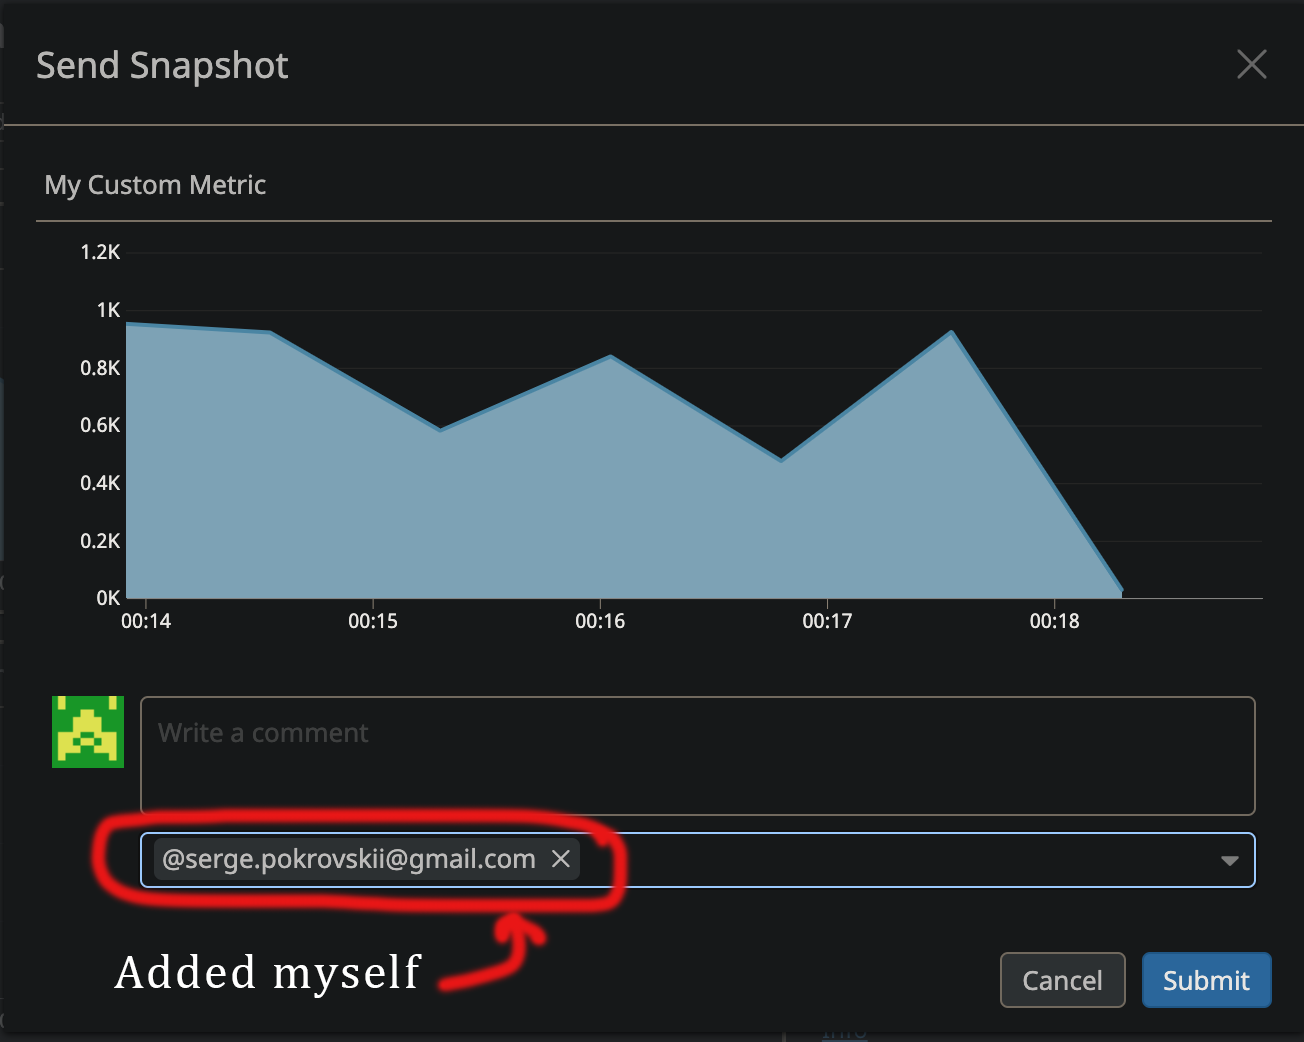 Send Snapshot
My Custom Metric
1.2K
1K
0.8K
0.6K
0.4K
0.2K
0K
00:14 00:15 00:16 00:17 00:18
Write a comment
@serge.pokrovskii@gmail.com
Added myself
Cancel Submit